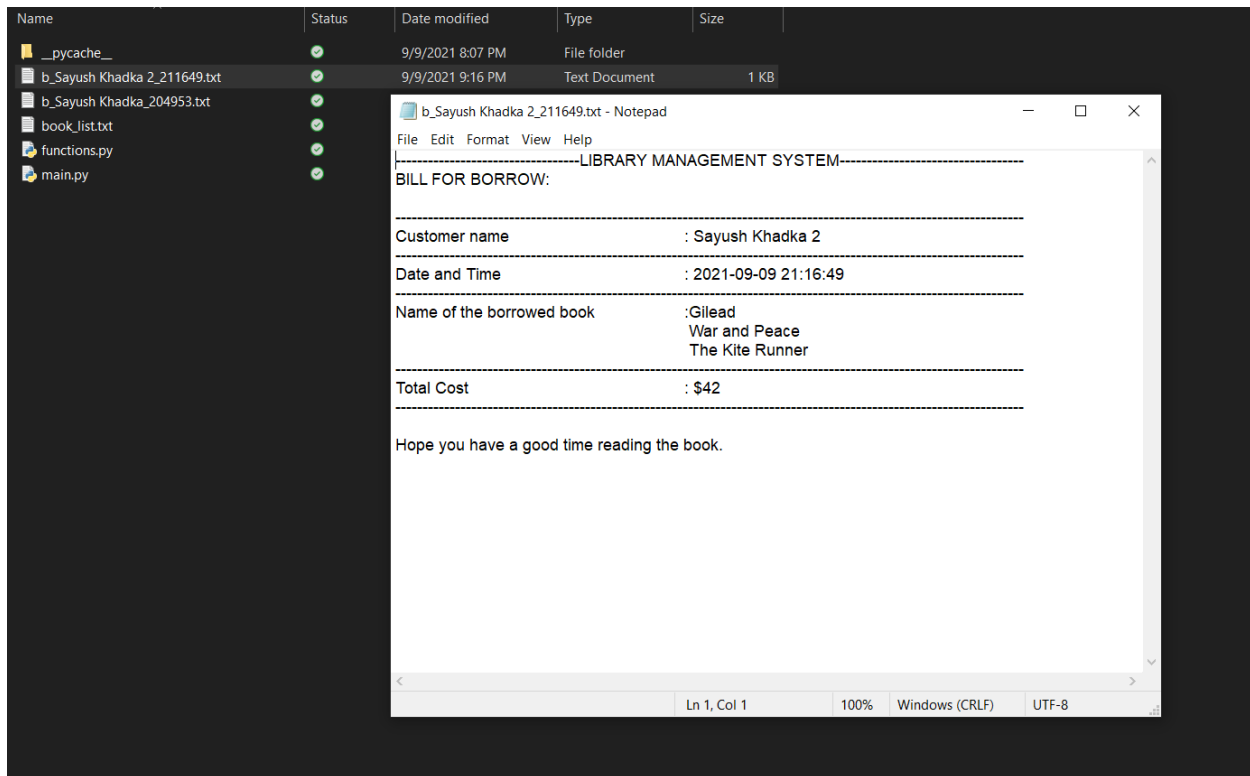 Name Status Date modified Type Size
__pycache__ 9/9/2021 8:07 PM File folder
b_Sayush Khadka 2_211649.txt 9/9/2021 9:16 PM Text Document 1 KB
b_Sayush Khadka_204953.txt
book_list.txt
functions.py
main.py
b_Sayush Khadka 2_211649.txt - Notepad
File Edit Format View Help
-----------------------------------LIBRARY MANAGEMENT SYSTEM-----------------------------------
BILL FOR BORROW:
Customer name : Sayush Khadka 2
Date and Time : 2021-09-09 21:16:49
Name of the borrowed book :Gilead
War and Peace
The Kite Runner
Total Cost : $42
Hope you have a good time reading the book.
Ln 1, Col 1 100% Windows (CRLF) UTF-8